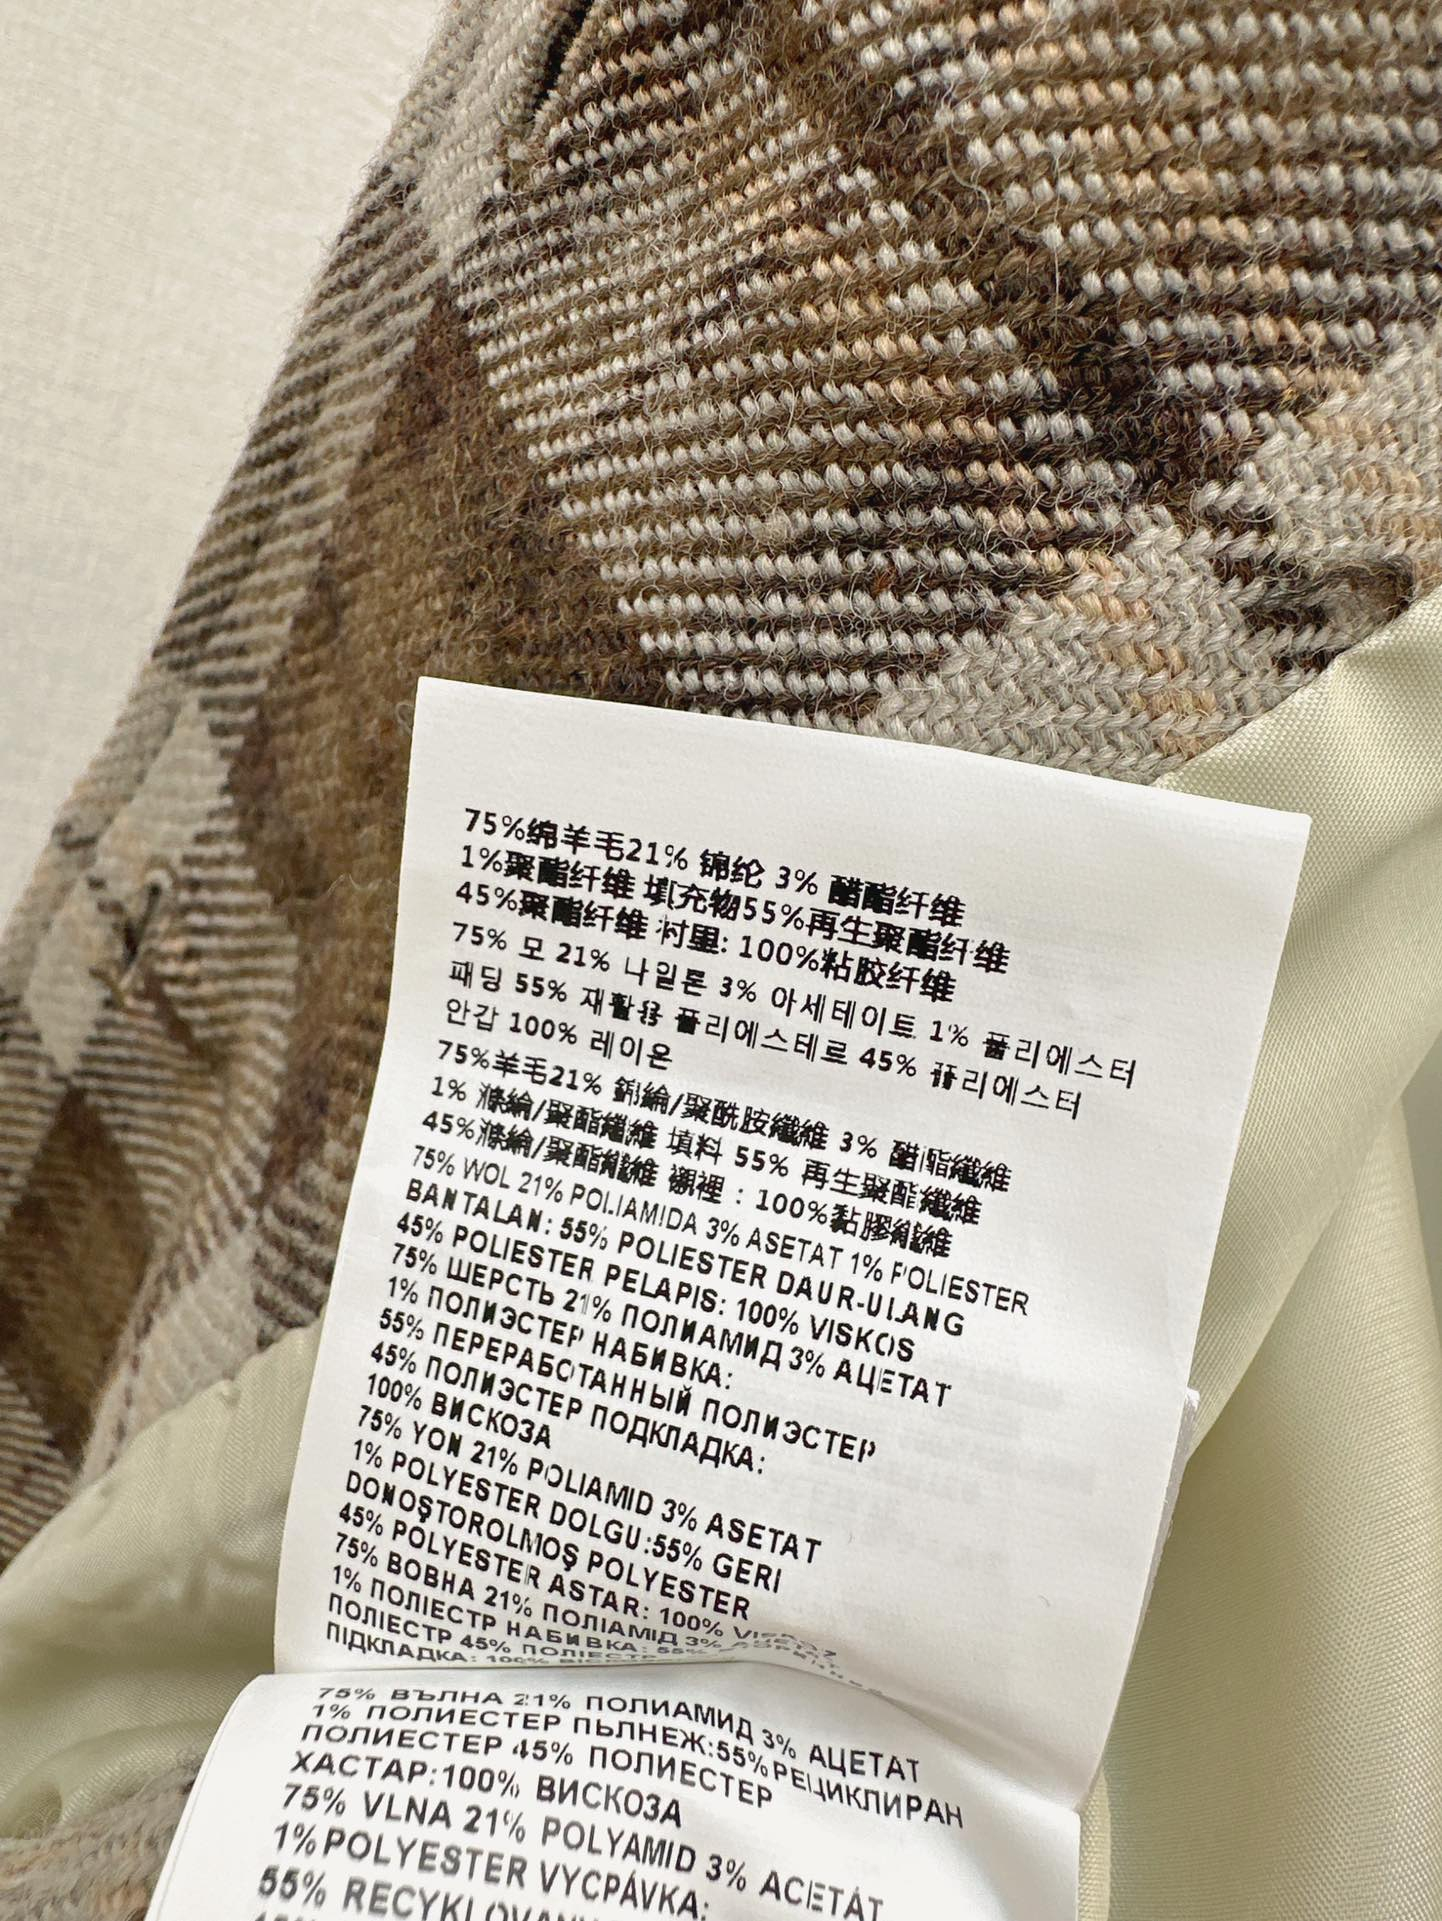 75%绵羊毛21% 锦纶 3% 醋酯纤维
1%聚酯纤维 填充物55%再生聚酯纤维
45%聚酯纤维 衬里: 100%粘胶纤维
75% 모 21% 나일론 3% 아세테이트 1% 폴리에스터
패딩 55% 재활용 폴리에스테르 45% 폴리에스터
안감 100% 레이온
75%羊毛21% 錦綸/聚酰胺纖維 3% 醋酯纖維
1% 滌綸/聚酯纖維 填料 55% 再生聚酯纖維
45%滌綸/聚酯纖維 襯裡 : 100%黏膠纖維
75% WOL 21% POLIAMIDA 3% ASETAT 1% POLIESTER
BANTALAN: 55% POLIESTER DAUR-ULANG
45% POLIESTER PELAPIS: 100% VISKOS
75% ШЕРСТЬ 21% ПОЛИАМИД 3% АЦЕТАТ
1% ПОЛИЭСТЕР НАБИВКА:
55% ПЕРЕРАБОТАННЫЙ ПОЛИЭСТЕР
45% ПОЛИЭСТЕР ПОДКЛАДКА:
100% ВИСКОЗА
75% YON 21% POLIAMID 3% ASETAT
1% POLYESTER DOLGU:55% GERI
DONOŞTOROLMOŞ POLYESTER
45% POLYESTER ASTAR: 100%
75% ВОВНА 21% ПОЛІАМІД 3%
1% ПОЛІЕСТР НАБИВКА: 55%
ПОЛІЕСТР 45% ПОЛІЕСТР
ПІДКЛАДКА: 100%
75% ВЪЛНА 21% ПОЛИАМИД 3% АЦЕТАТ
1% ПОЛИЕСТЕР ПЪЛНЕЖ:55%РЕЦИКЛИРАН
ПОЛИЕСТЕР 45% ПОЛИЕСТЕР
ХАСТАР:100% ВИСКОЗА
75% VLNA 21% POLYAMID 3% ACETÁT
1%POLYESTER VYCPÁVKA:
55%